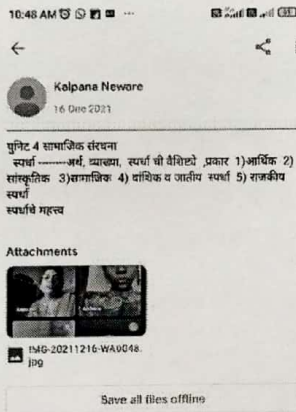 10:48 AM
Kalpana Neware
16 Dec 2021
युनिट 4 सामाजिक संरचना
स्पर्धा --------अर्थ, व्याख्या, स्पर्धा ची वैशिष्ट्ये ,प्रकार 1)आर्थिक 2)
सांस्कृतिक 3)सामाजिक 4) वांशिक व जातीय स्पर्धा 5) राजकीय
स्पर्धा
स्पर्धाचे महत्त्व
Attachments
IMG-20211216-WA0048.
jpg
Save all files offline